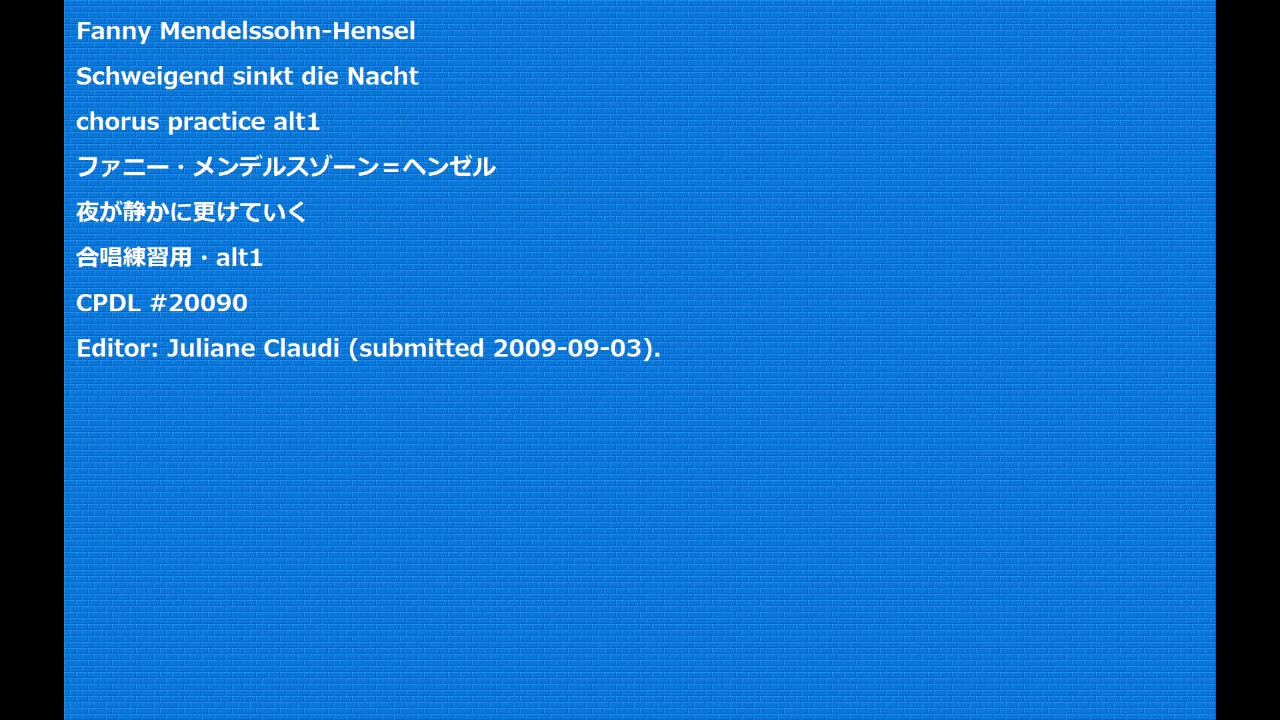 Fanny Mendelssohn-Hensel
Schweigend sinkt die Nacht
chorus practice alt1
ファニー・メンデルスゾーン＝ヘンゼル
夜が静かに更けていく
合唱練習用・alt1
CPDL #20090
Editor: Juliane Claudi (submitted 2009-09-03).